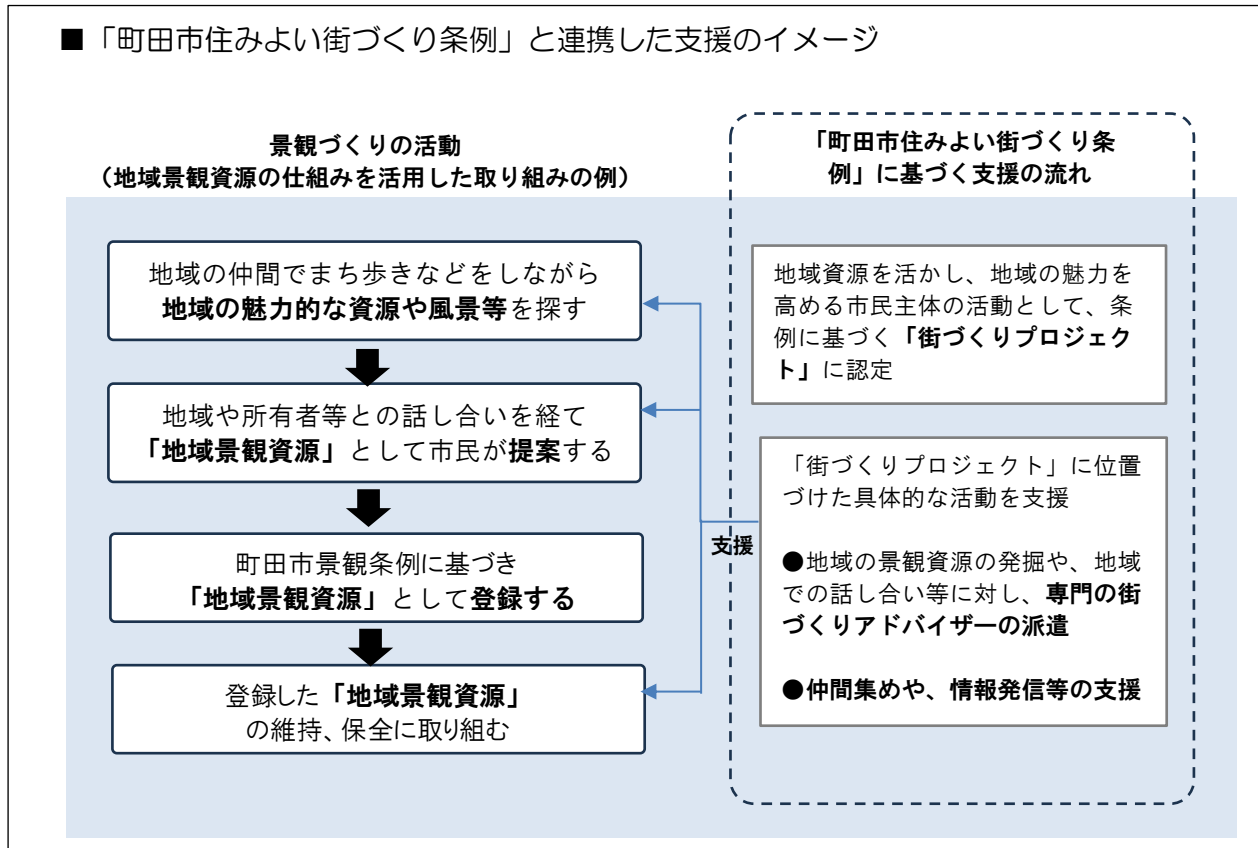 ■「町田市住みよい街づくり条例」と連携した支援のイメージ
景観づくりの活動
（地域景観資源の仕組みを活用した取り組みの例）
地域の仲間でまち歩きなどをしながら
地域の魅力的な資源や風景等を探す
地域や所有者等との話し合いを経て
「地域景観資源」として市民が提案する
町田市景観条例に基づき
「地域景観資源」として登録する
登録した「地域景観資源」
の維持、保全に取り組む
支援
「町田市住みよい街づくり条
例」に基づく支援の流れ
地域資源を活かし、地域の魅力を
高める市民主体の活動として、条
例に基づく「街づくりプロジェク
ト」に認定
「街づくりプロジェクト」に位置
づけた具体的な活動を支援
●地域の景観資源の発掘や、地域
での話し合い等に対し、専門の街
づくりアドバイザーの派遣
●仲間集めや、情報発信等の支援